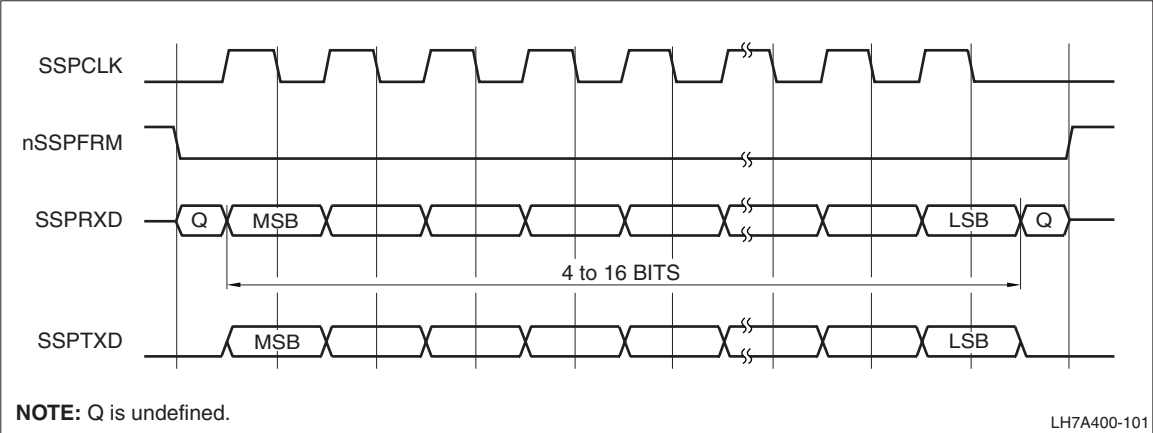 SSPCLK
nSSPFRM
SSPRXD
Q MSB LSB Q
4 to 16 BITS
SSPTXD
MSB LSB
NOTE: Q is undefined.
LH7A400-101